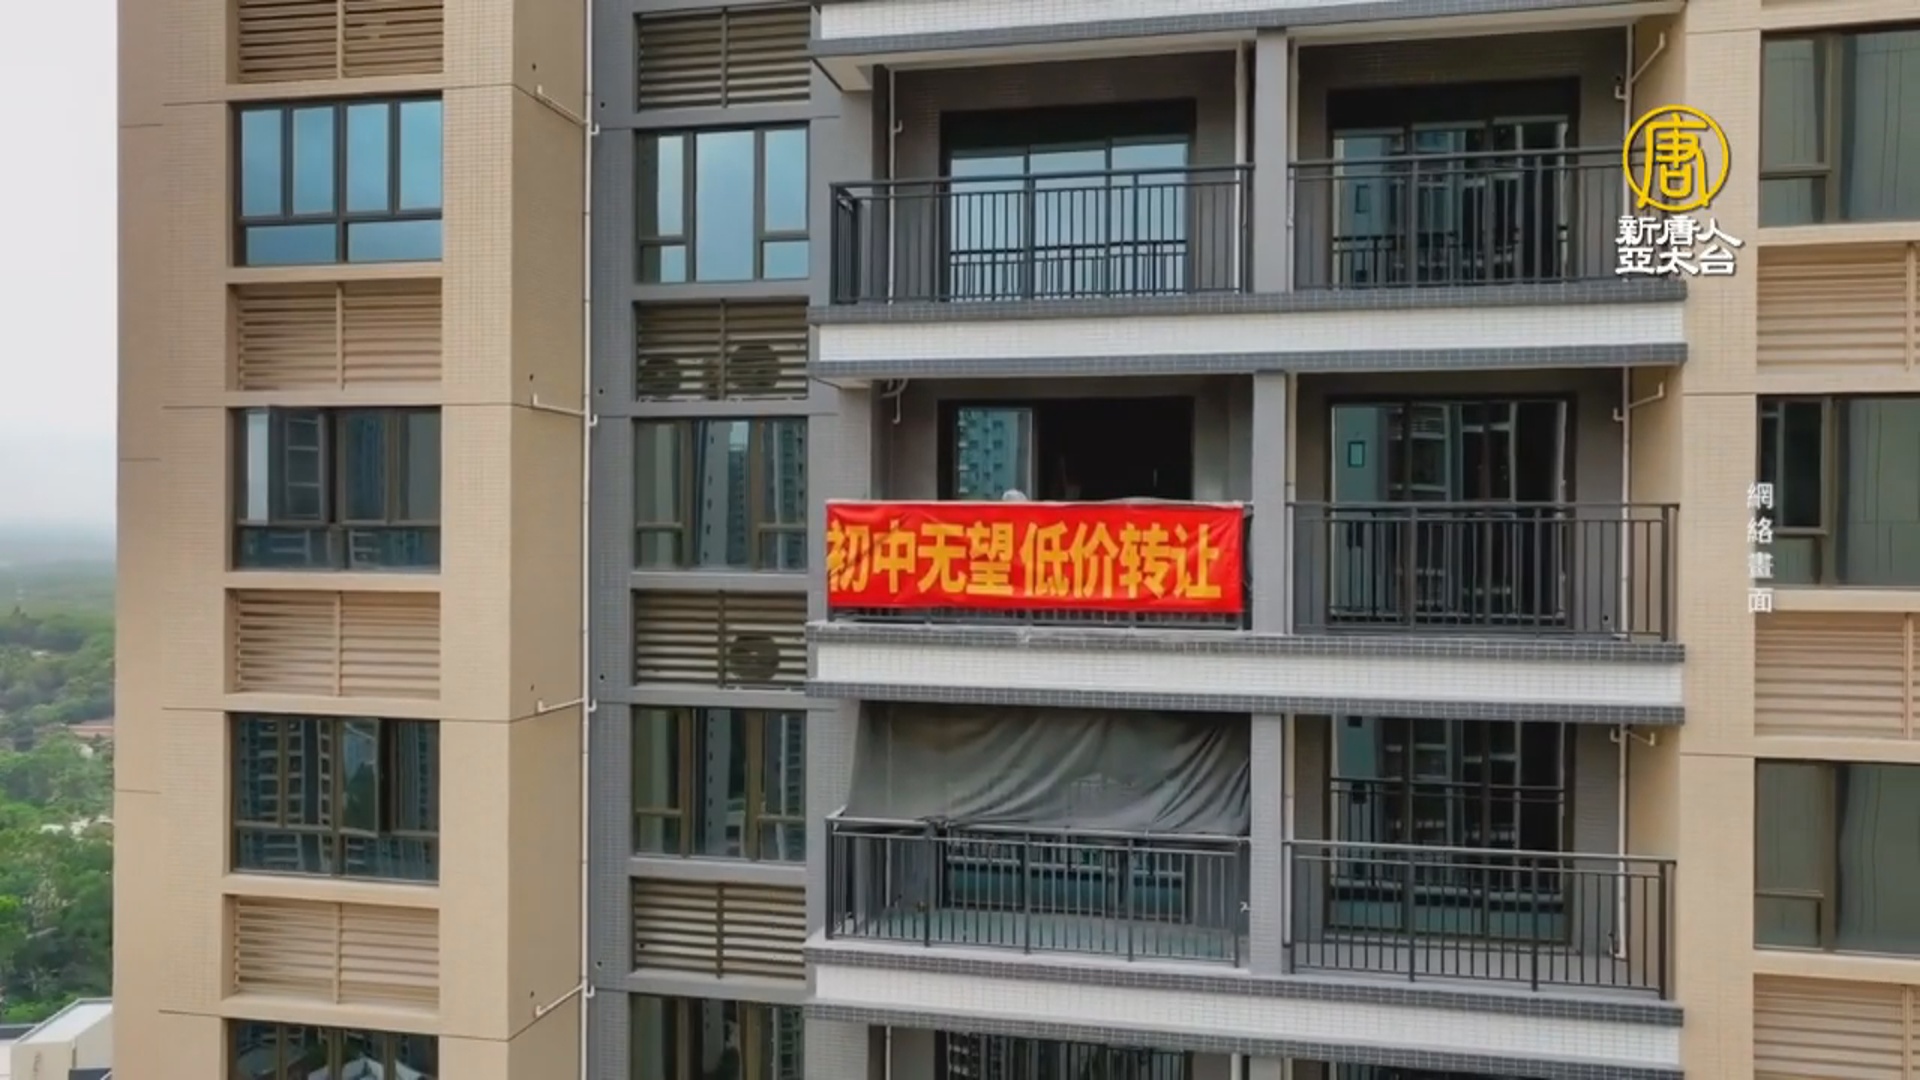 唐
新唐人
亞太台
初中无望 低价转让
網絡畫面